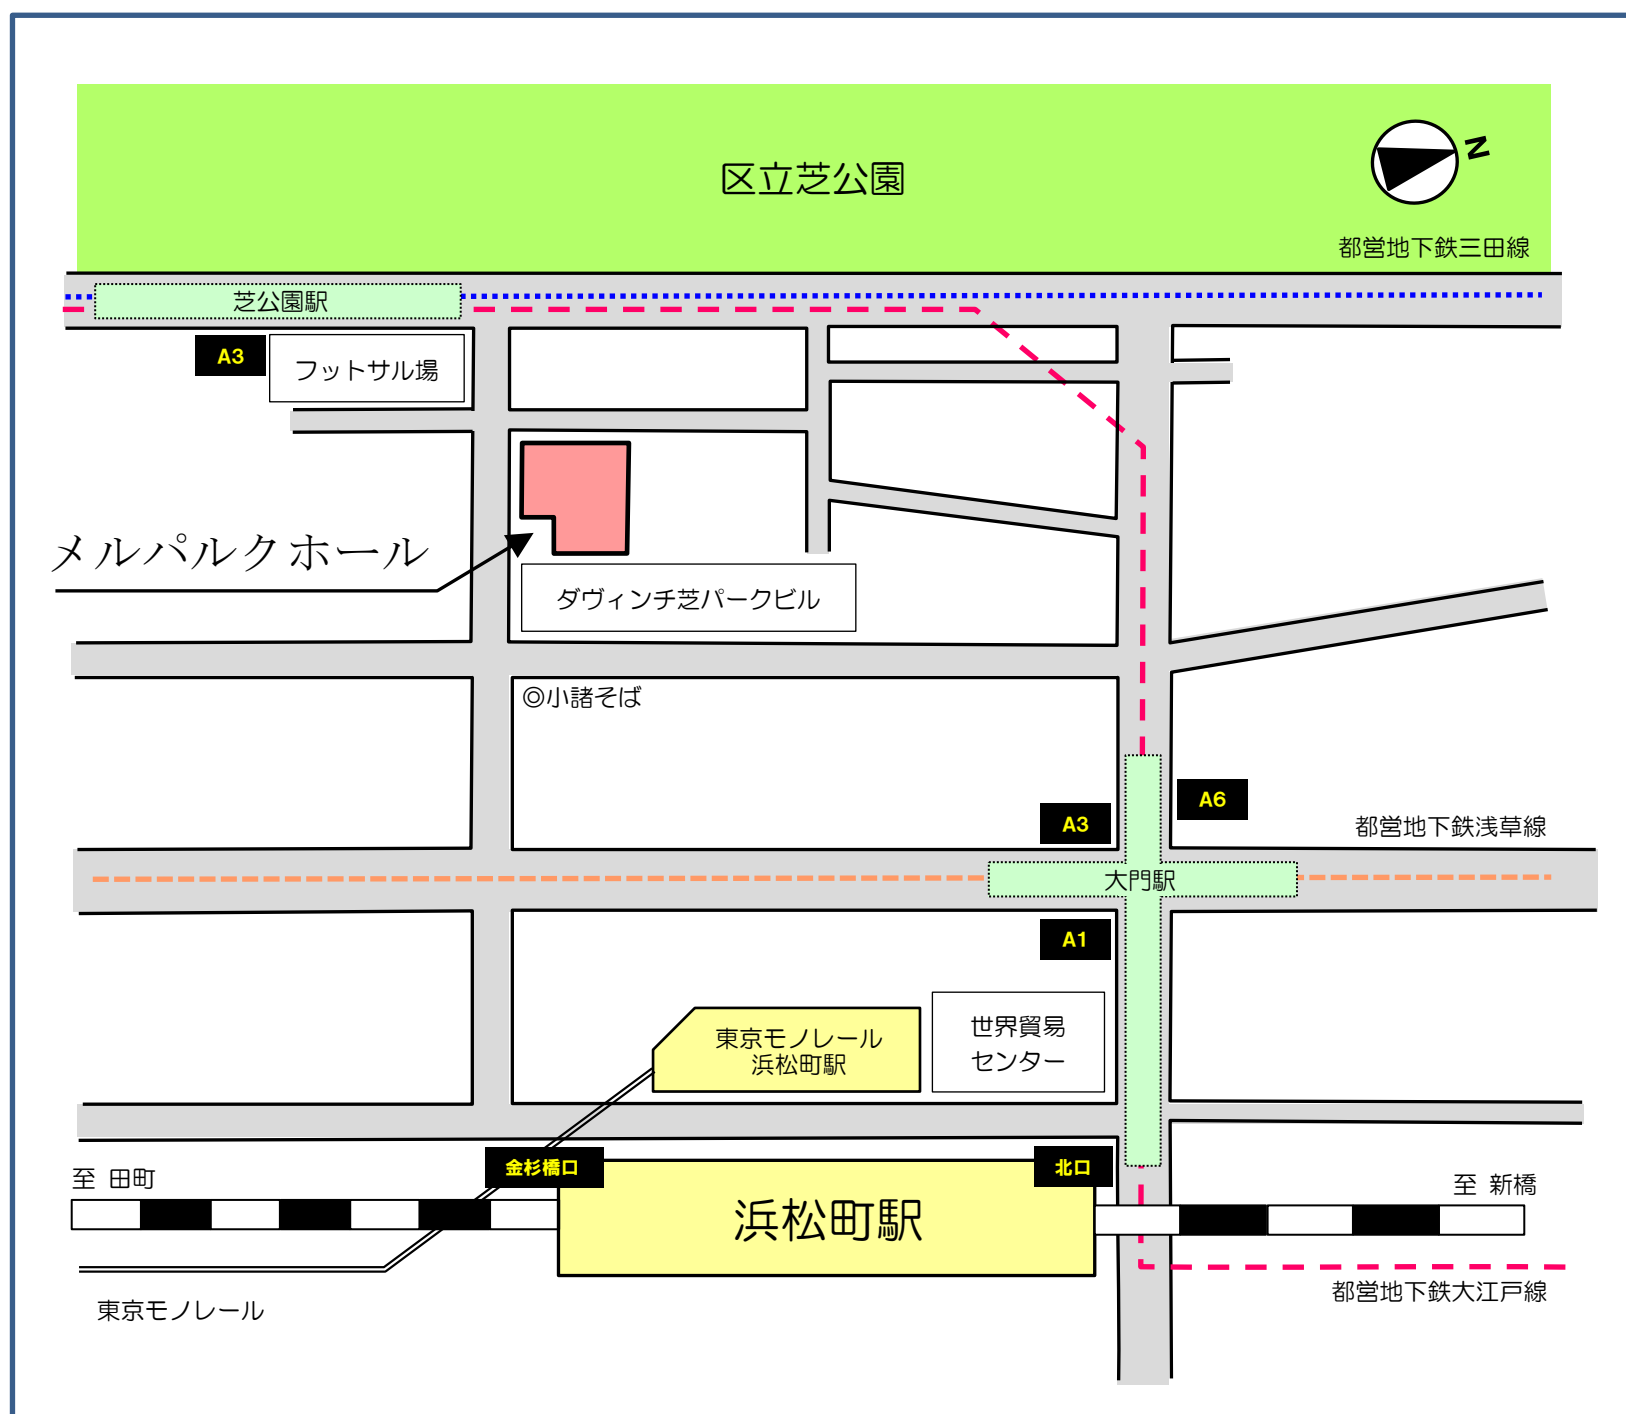 区立芝公園
N
都営地下鉄三田線
芝公園駅
A3
フットサル場
メルパルクホール
ダヴィンチ芝パークビル
◎小諸そば
A6
A3
都営地下鉄浅草線
大門駅
A1
世界貿易
センター
東京モノレール
浜松町駅
金杉橋口
北口
至 田町
至 新橋
浜松町駅
都営地下鉄大江戸線
東京モノレール